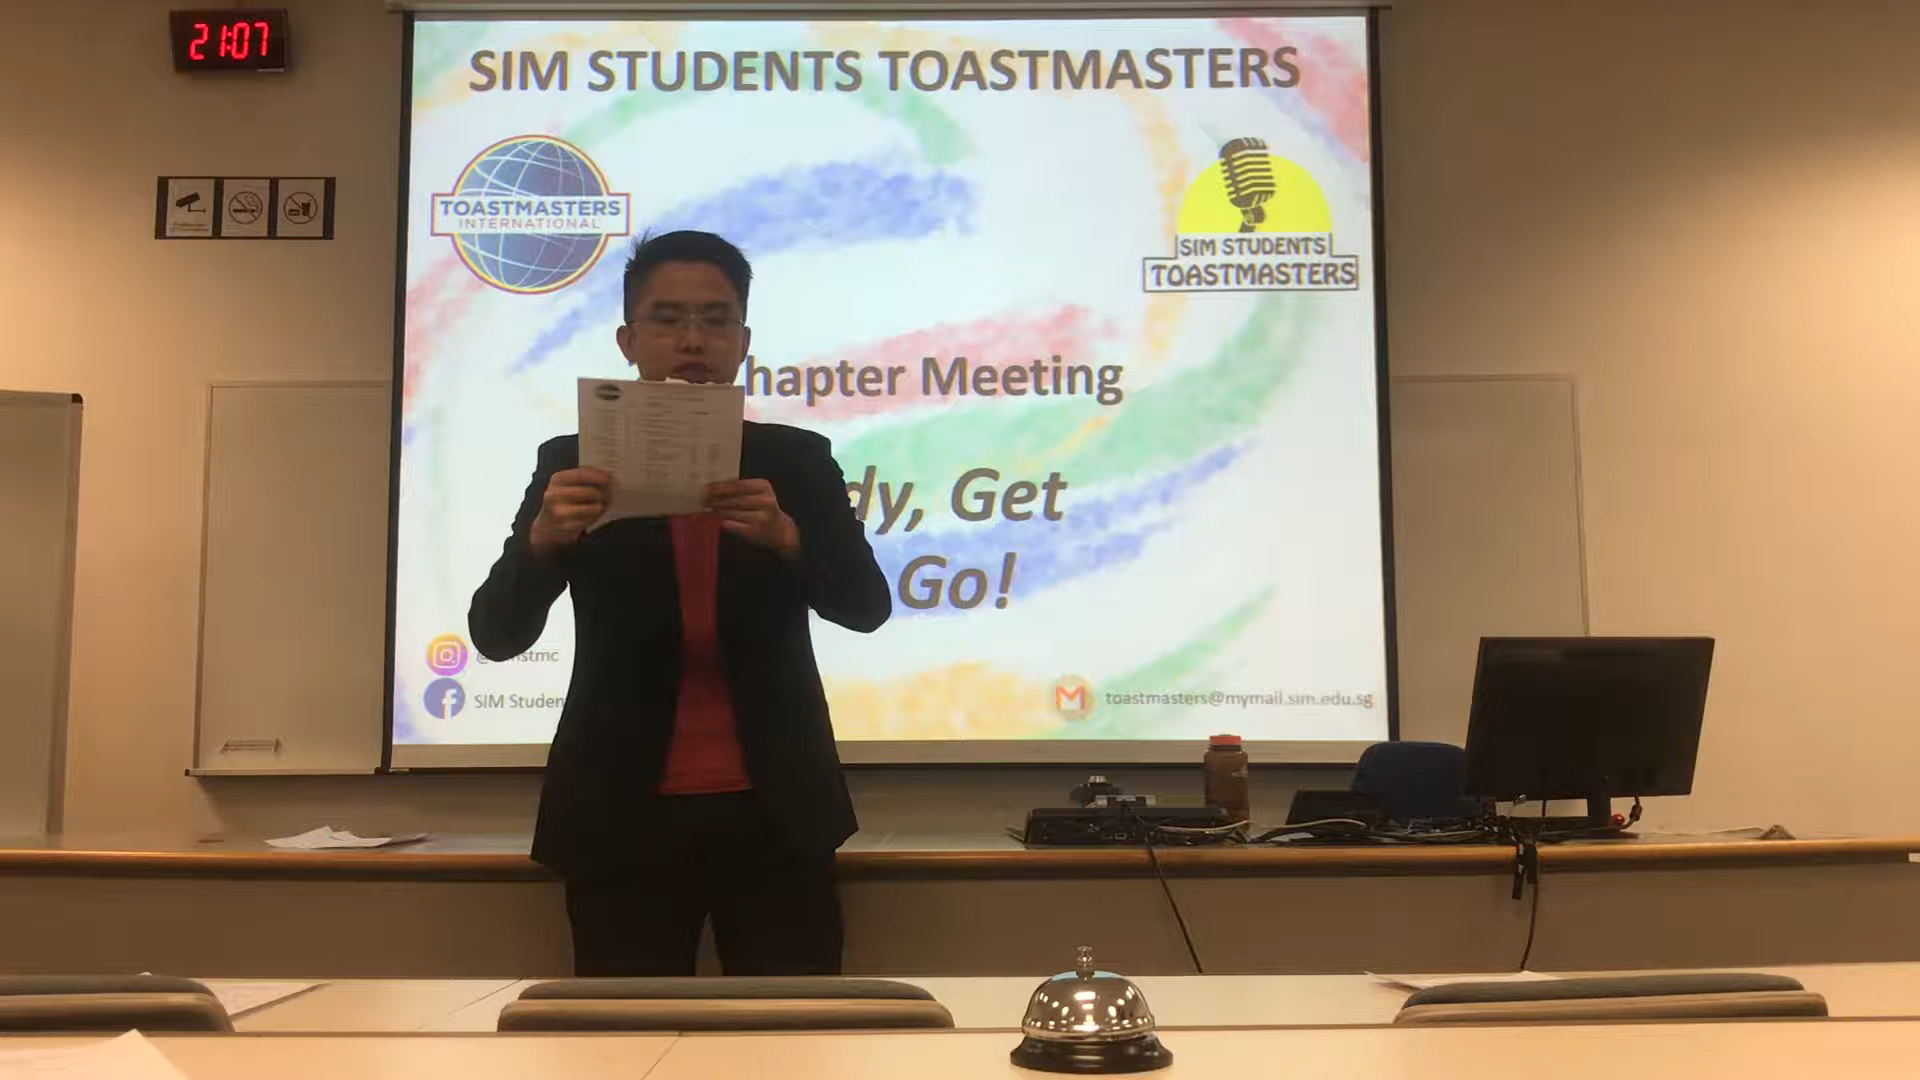 21:07
SIM STUDENTS TOASTMASTERS
TOASTMASTERS
INTERNATIONAL
SIM STUDENTS
TOASTMASTERS
hapter Meeting
dy, Get
Go!
stmc
SIM Studen
toastmasters@mymail.sim.edu.sg